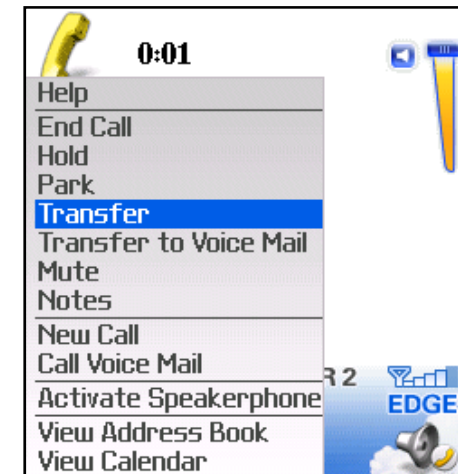 0:01
Help
End Call
Hold
Park
Transfer
Transfer to Voice Mail
Mute
Notes
New Call
Call Voice Mail
Activate Speakerphone
R 2
EDGE
View Address Book
View Calendar